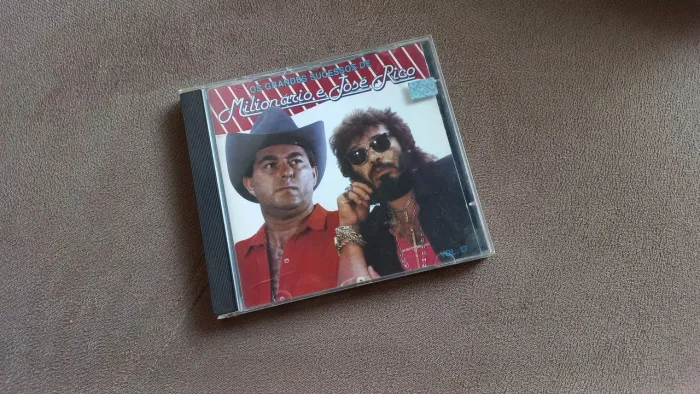 OS GRANDES SUCESSOS DE
Milionário e José Rico